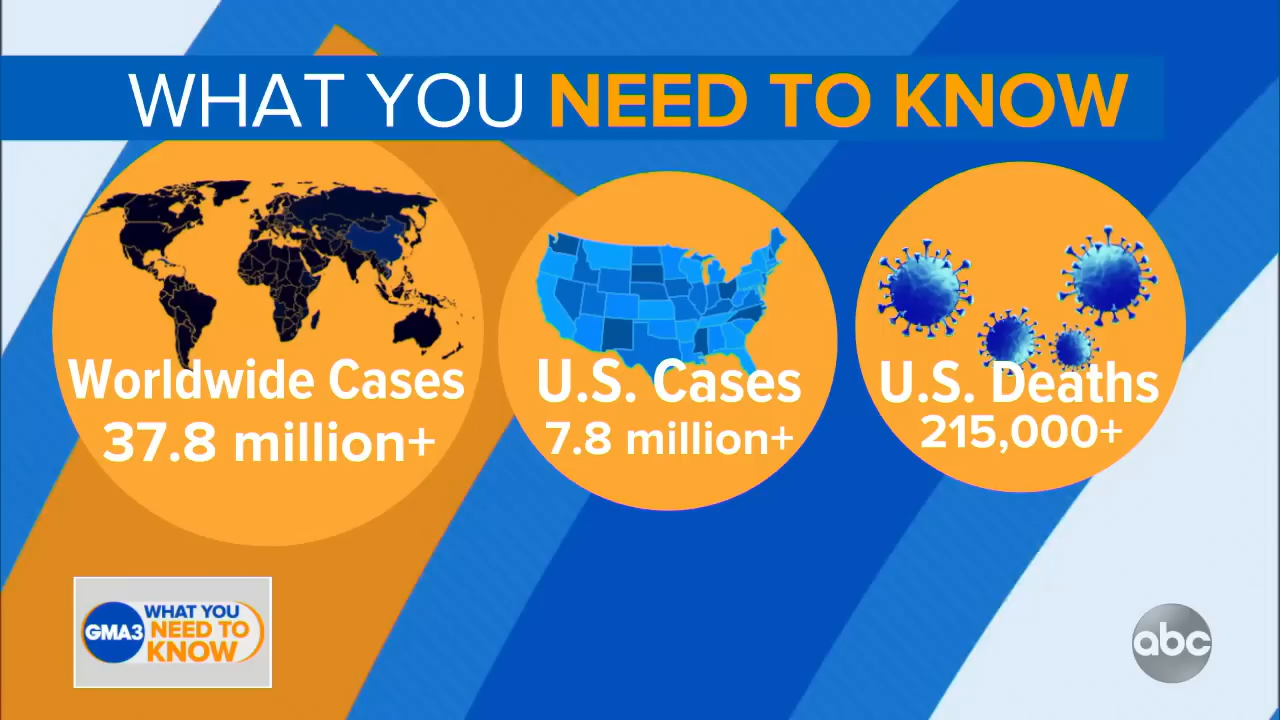 WHAT YOU NEED TO KNOW
Worldwide Cases
37.8 million+
U.S. Cases
7.8 million+
U.S. Deaths
215,000+
GMA3
WHAT YOU
NEED TO
KNOW
abc